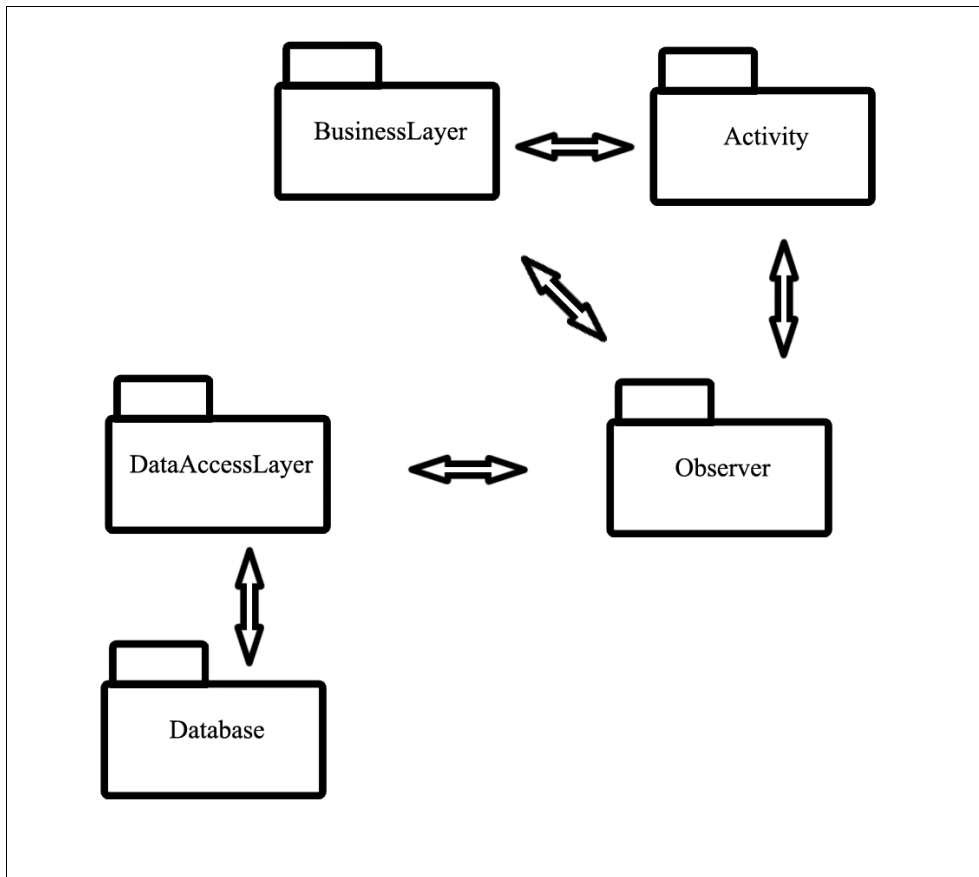 BusinessLayer
Activity
DataAccessLayer
Observer
Database